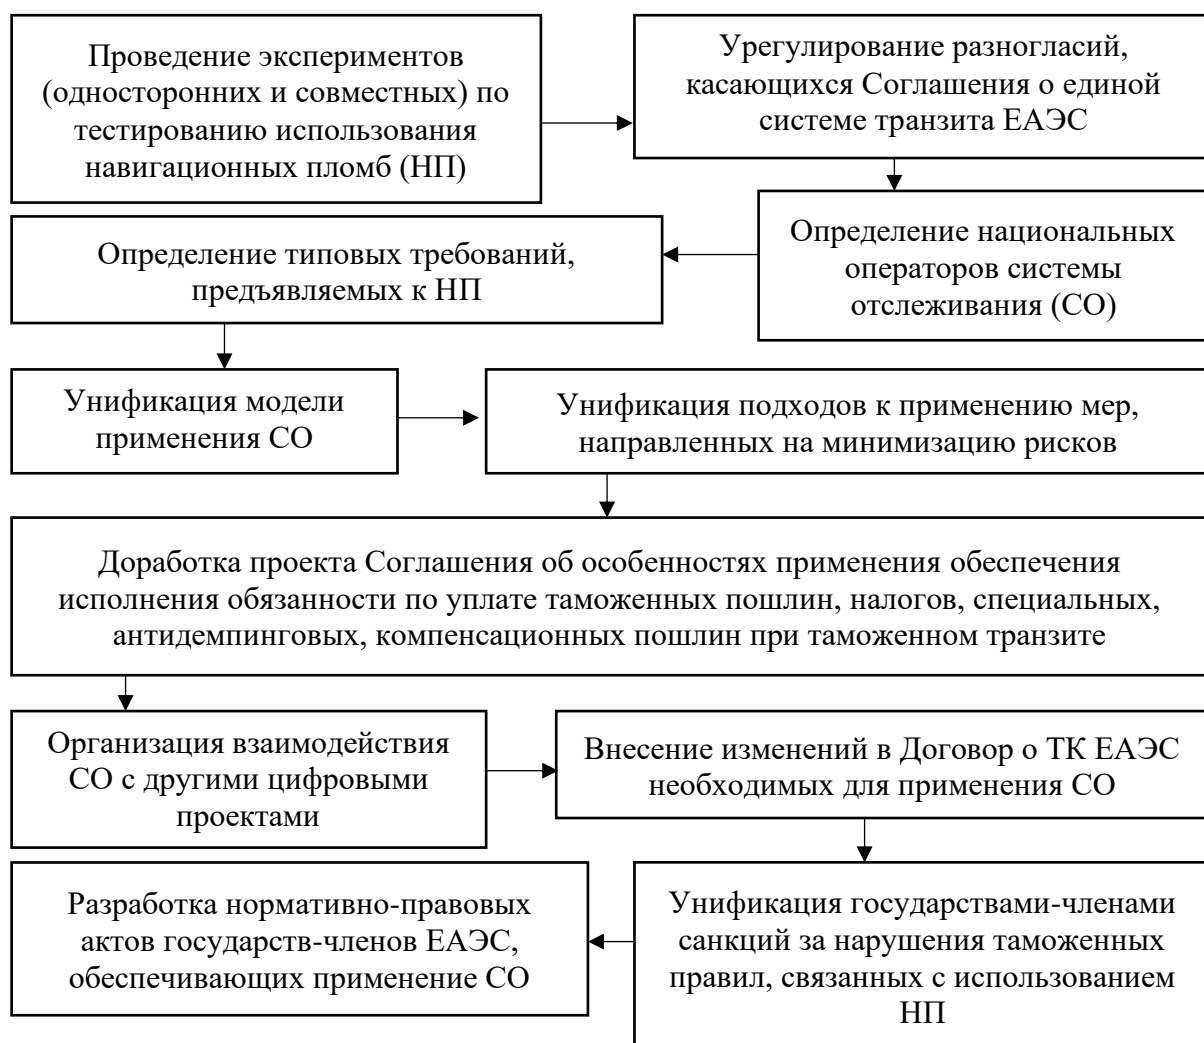 Проведение экспериментов
(односторонних и совместных) по
тестированию использования
навигационных пломб (НП)
Урегулирование разногласий,
касающихся Соглашения о единой
системе транзита ЕАЭС
Определение национальных
операторов системы
отслеживания (СО)
Определение типовых требований,
предъявляемых к НП
Унификация модели
применения СО
Унификация подходов к применению мер,
направленных на минимизацию рисков
Доработка проекта Соглашения об особенностях применения обеспечения
исполнения обязанности по уплате таможенных пошлин, налогов, специальных,
антидемпинговых, компенсационных пошлин при таможенном транзите
Организация взаимодействия
СО с другими цифровыми
проектами
Внесение изменений в Договор о ТК ЕАЭС
необходимых для применения СО
Унификация государствами-членами
санкций за нарушения таможенных
правил, связанных с использованием
НП
Разработка нормативно-правовых
актов государств-членов ЕАЭС,
обеспечивающих применение СО